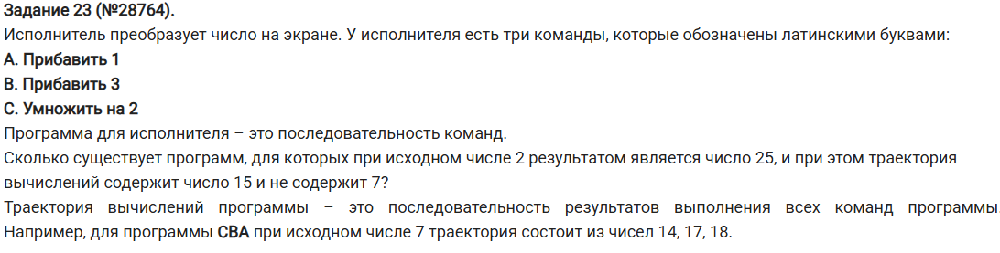 Задание 23 (№28764).
Исполнитель преобразует число на экране. У исполнителя есть три команды, которые обозначены латинскими буквами:
A. Прибавить 1
B. Прибавить 3
C. Умножить на 2
Программа для исполнителя – это последовательность команд.
Сколько существует программ, для которых при исходном числе 2 результатом является число 25, и при этом траектория
вычислений содержит число 15 и не содержит 7?
Траектория вычислений программы – это последовательность результатов выполнения всех команд программы.
Например, для программы CBA при исходном числе 7 траектория состоит из чисел 14, 17, 18.